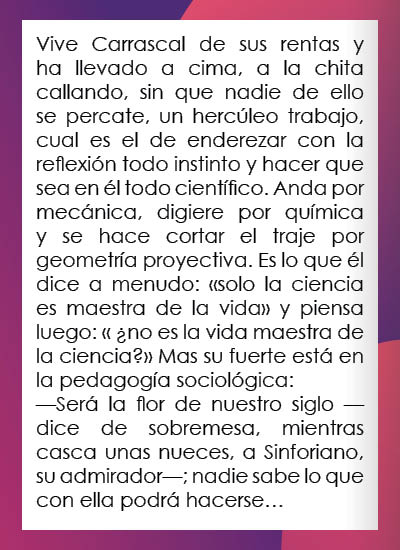 Vive Carrascal de sus rentas y
ha llevado a cima, a la chita
callando, sin que nadie de ello
se percate, un hercúleo trabajo,
cual es el de enderezar con la
reflexión todo instinto y hacer que
sea en él todo científico. Anda por
mecánica, digiere por química
y se hace cortar el traje por
geometría proyectiva. Es lo que él
dice a menudo: «solo la ciencia
es maestra de la vida» y piensa
luego: « ¿no es la vida maestra de
la ciencia?» Mas su fuerte está en
la pedagogía sociológica:
—Será la flor de nuestro siglo —
dice de sobremesa, mientras
casca unas nueces, a Sinforiano,
su admirador—; nadie sabe lo que
con ella podrá hacerse…